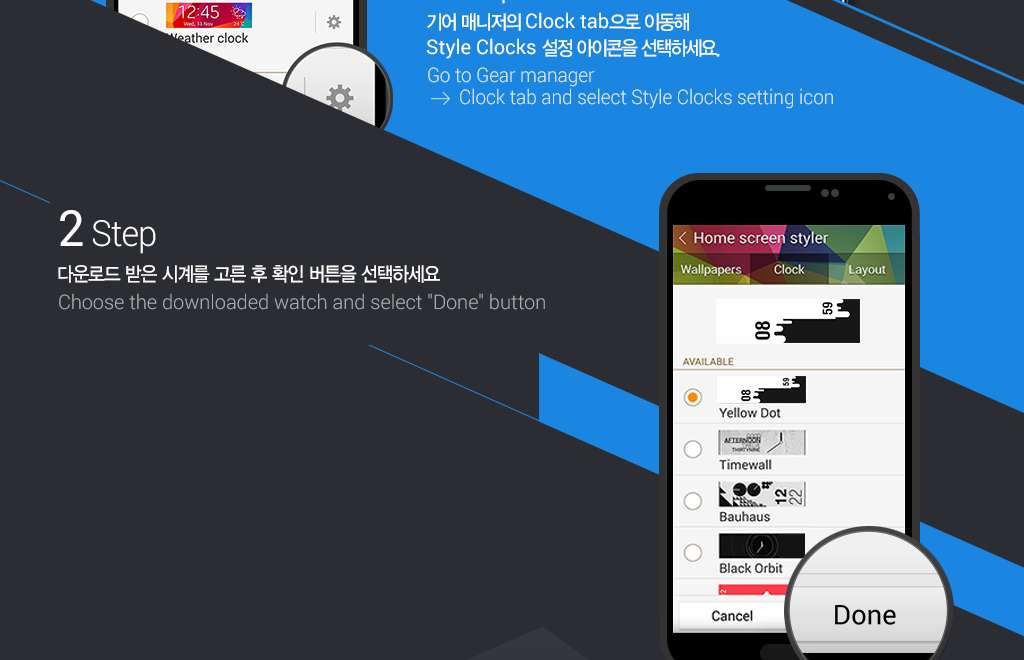 12:45
Wed, 13 Nov 24°C
Weather clock
기어 매니저의 Clock tab으로 이동해
Style Clocks 설정 아이콘을 선택하세요.
Go to Gear manager
→ Clock tab and select Style Clocks setting icon
2 Step
다운로드 받은 시계를 고른 후 확인 버튼을 선택하세요
Choose the downloaded watch and select "Done" button
Home screen styler
Wallpapers Clock Layout
08 59
AVAILABLE
08 59
Yellow Dot
AFTERNOON
THIRTYNINE
Timewall
12 22
Bauhaus
Black Orbit
Cancel
Done